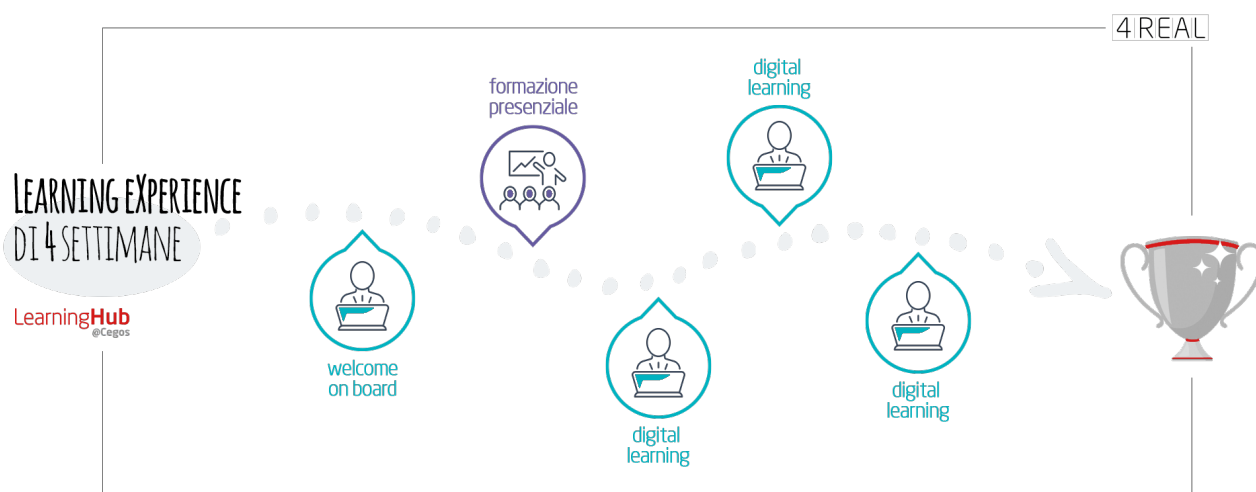 4REAL
LEARNING EXPERIENCE
DI 4 SETTIMANE
LearningHub
@Cegos
welcome
on board
formazione
presenziale
digital
learning
digital
learning
digital
learning